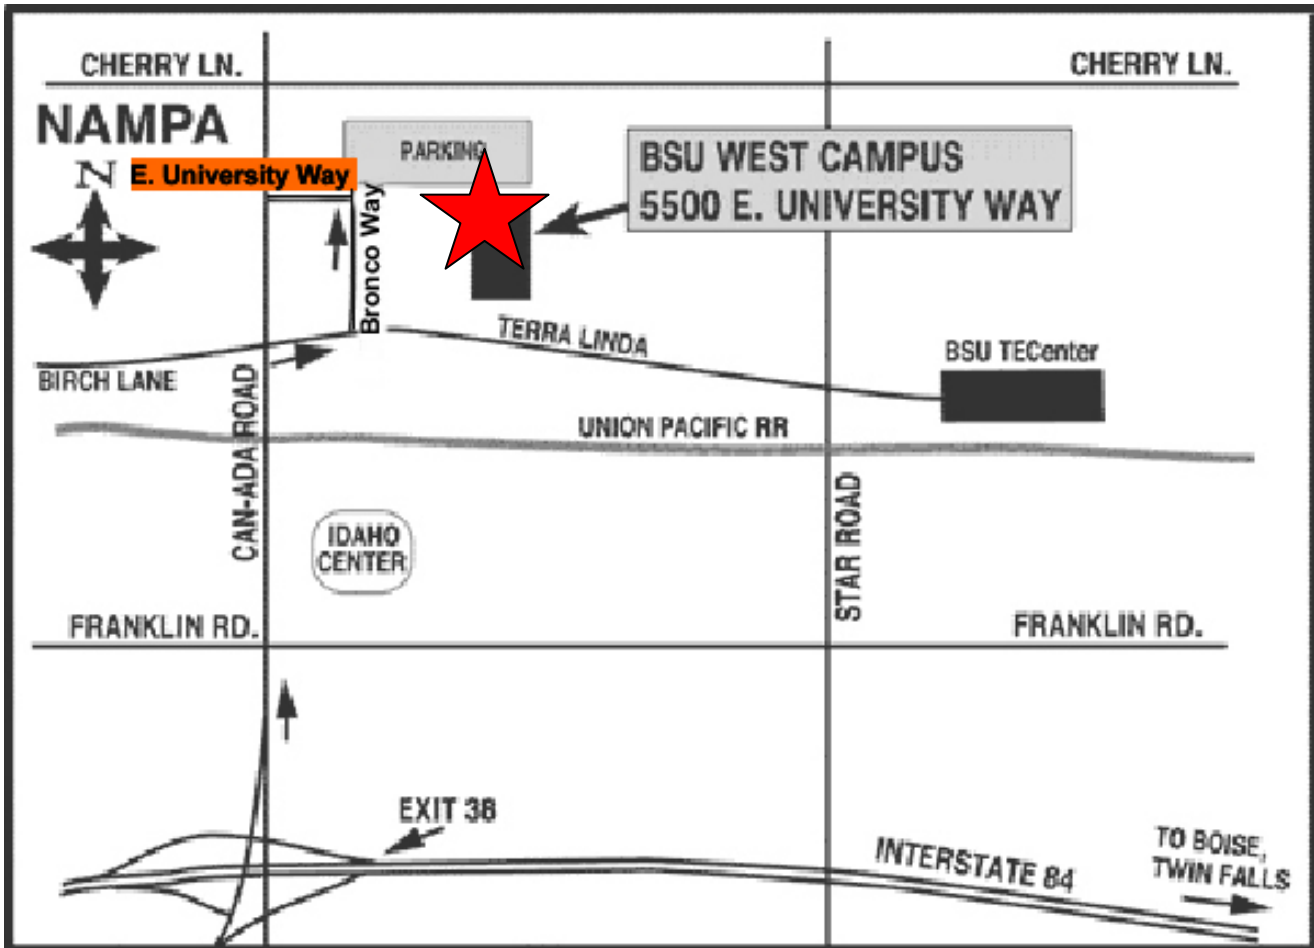 CHERRY LN.
CHERRY LN.
NAMPA
N
E. University Way
PARKING
BSU WEST CAMPUS
5500 E. UNIVERSITY WAY
Bronco Way
TERRA LINDA
BSU TECenter
BIRCH LANE
UNION PACIFIC RR
CAN-ADA ROAD
IDAHO
CENTER
STAR ROAD
FRANKLIN RD.
FRANKLIN RD.
EXIT 38
INTERSTATE 84
TO BOISE,
TWIN FALLS